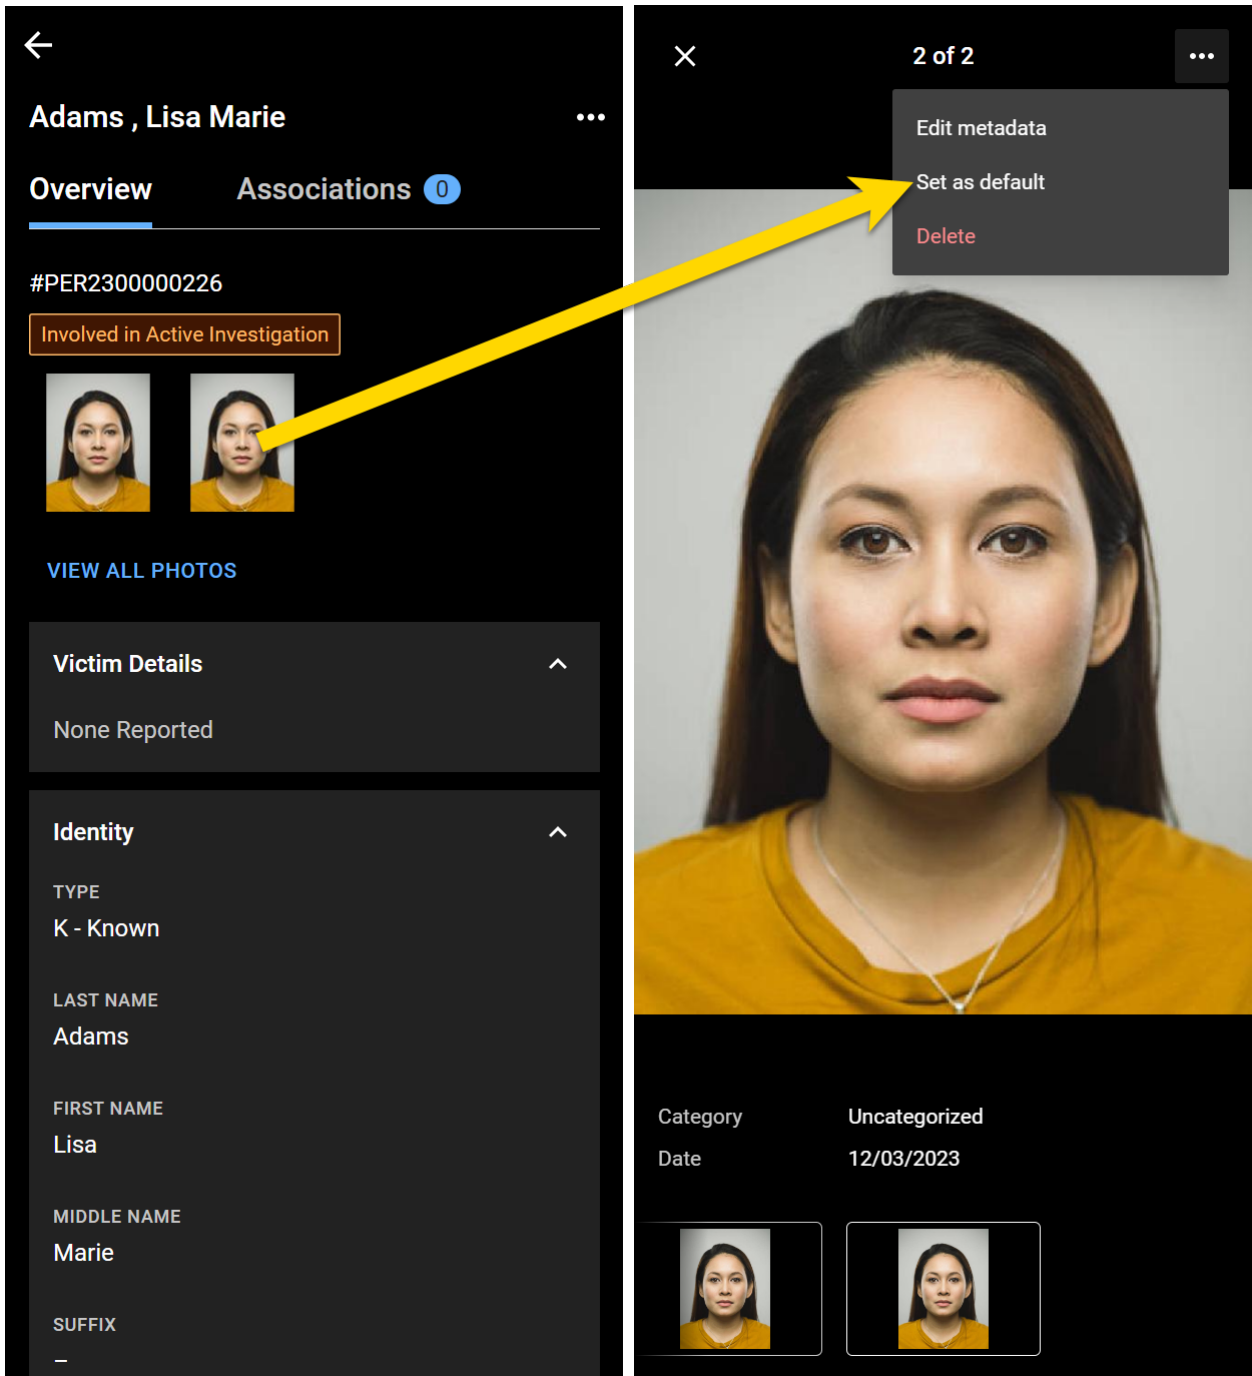 Adams , Lisa Marie
Overview
Associations 0
#PER2300000226
Involved in Active Investigation
VIEW ALL PHOTOS
Victim Details
None Reported
Identity
TYPE
K - Known
LAST NAME
Adams
FIRST NAME
Lisa
MIDDLE NAME
Marie
SUFFIX
–
2 of 2
Edit metadata
Set as default
Delete
Category Uncategorized
Date 12/03/2023